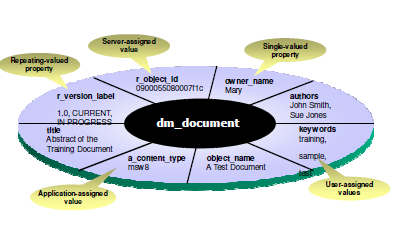 Server-assigned
value
Single-valued
property
Repeating-valued
property
r_object_id
0900055080007f1c
owner_name
Mary
r_version_label
1.0, CURRENT,
IN PROGRESS
authors
John Smith,
Sue Jones
dm_document
title
Abstract of the
Training Document
keywords
training,
sample,
test
a_content_type
msw8
object_name
A Test Document
Application-assigned
value
User-assigned
values